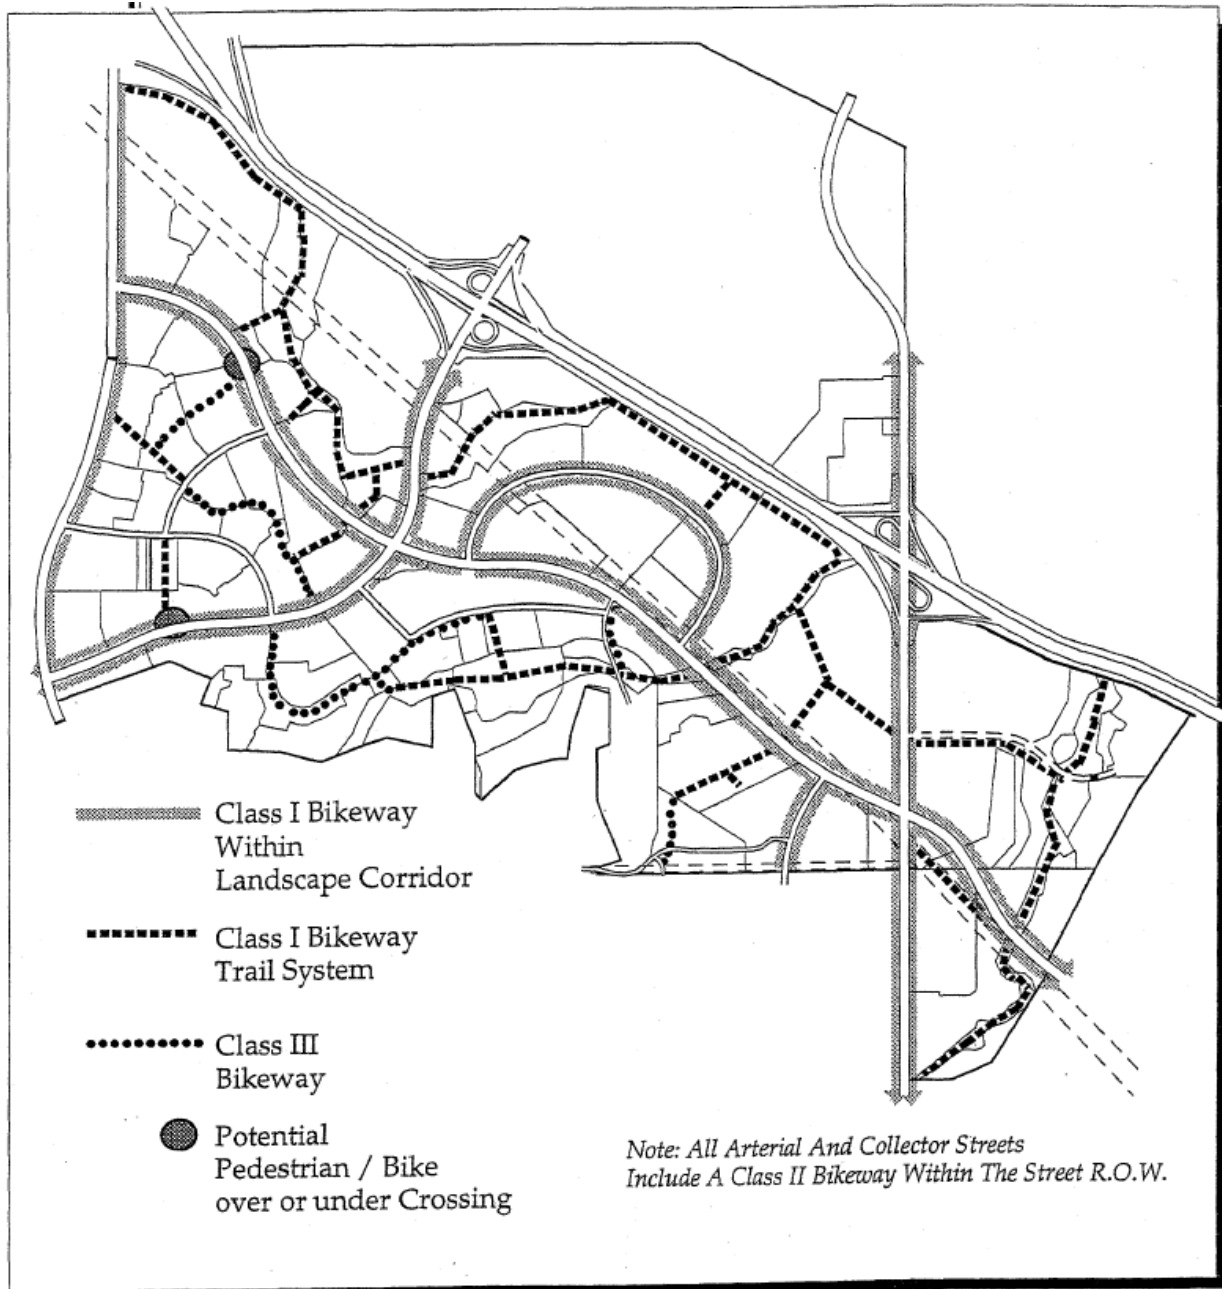 Class I Bikeway
Within
Landscape Corridor
Class I Bikeway
Trail System
Class III
Bikeway
Potential
Pedestrian / Bike
over or under Crossing
Note: All Arterial And Collector Streets
Include A Class II Bikeway Within The Street R.O.W.